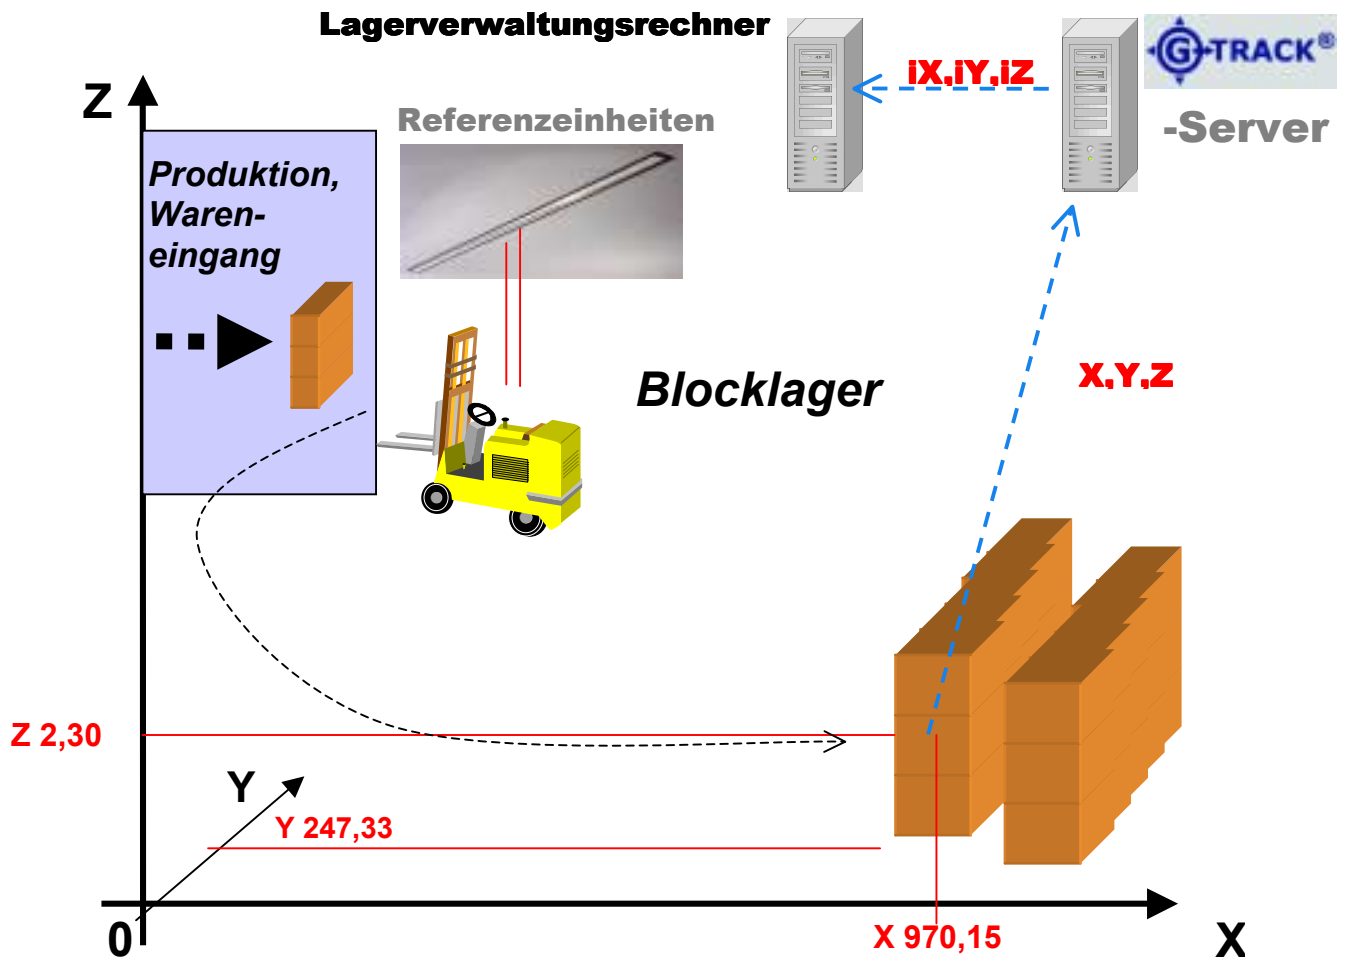 Lagerverwaltungsrechner
iX,iY,iZ
G-TRACK®
-Server
Z
Referenzeinheiten
Produktion,
Waren-
eingang
Blocklager
X,Y,Z
Z 2,30
Y
Y 247,33
0
X 970,15
X